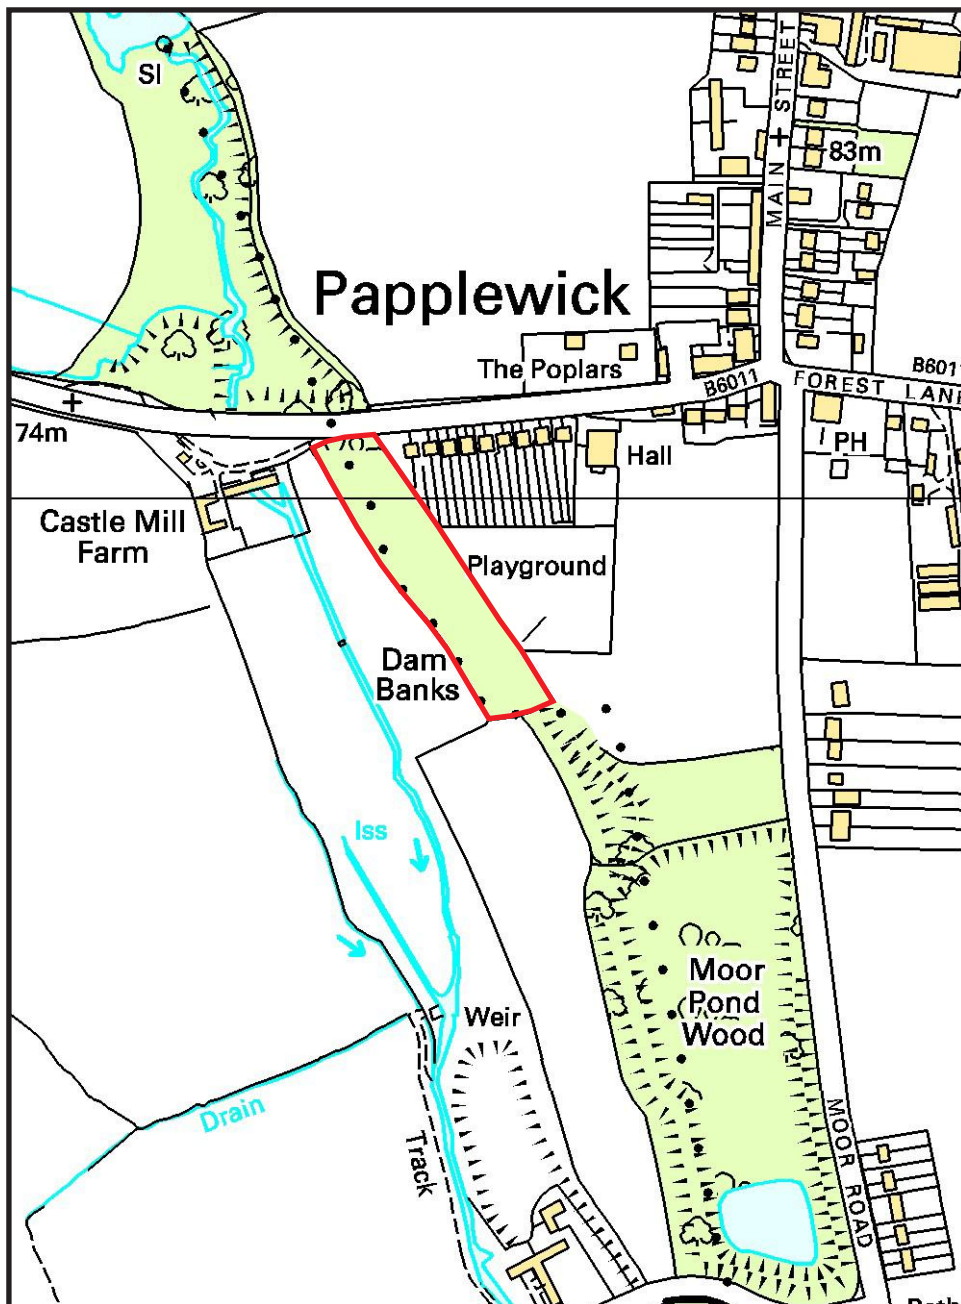 SI
MAIN STREET
83m
Papplewick
The Poplars
B6011
B6011
FOREST LANE
74m
PH
Hall
Castle Mill
Farm
Playground
Dam
Banks
Iss
Moor
Pond
Wood
Weir
Drain
Track
MOOR ROAD